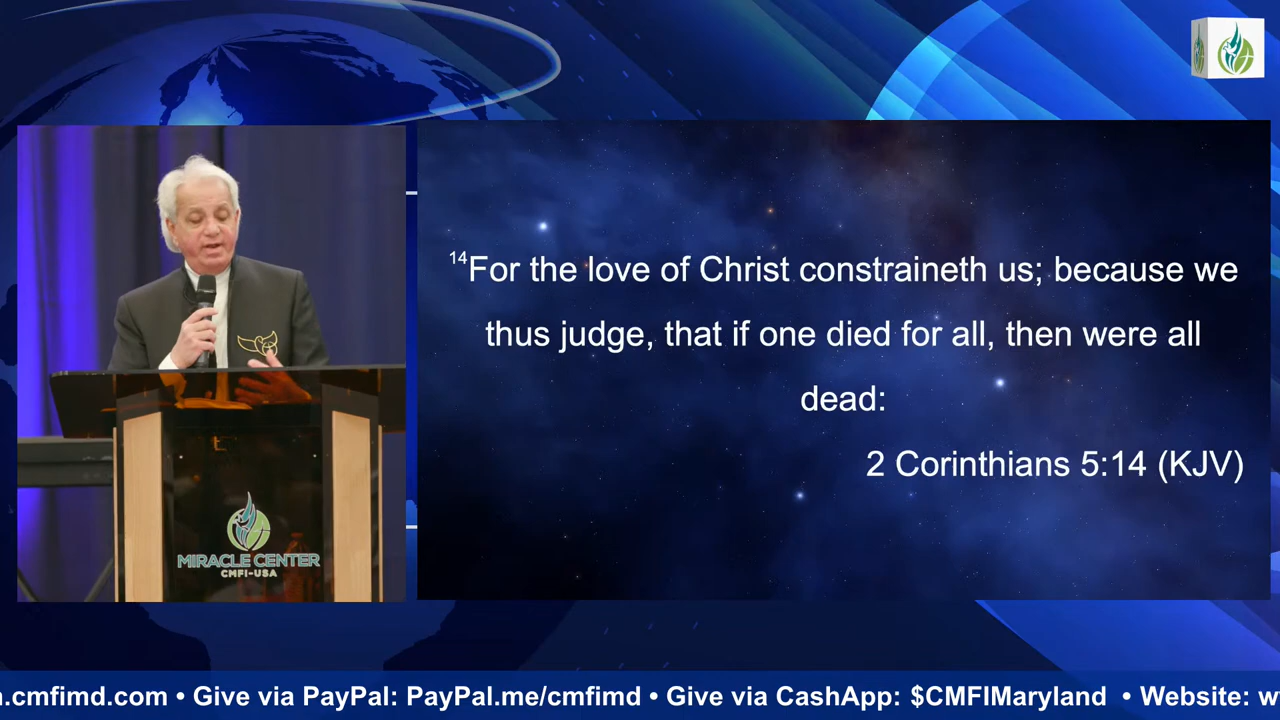 14For the love of Christ constraineth us; because we
thus judge, that if one died for all, then were all
dead:
2 Corinthians 5:14 (KJV)
MIRACLE CENTER
CMFI-USA
.cmfimd.com • Give via PayPal: PayPal.me/cmfimd • Give via CashApp: $CMFIMaryland • Website: